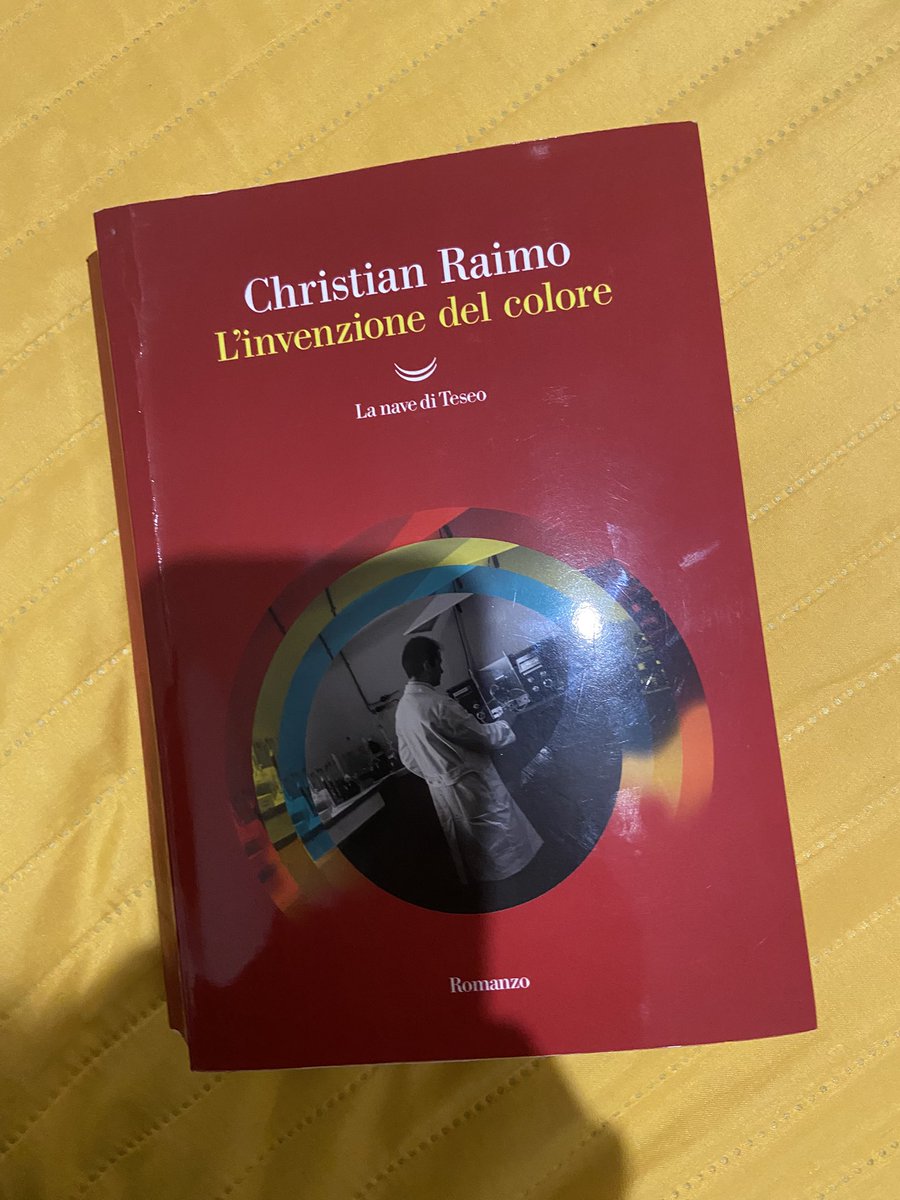 Christian Raimo
L'invenzione del colore
La nave di Teseo
Romanzo